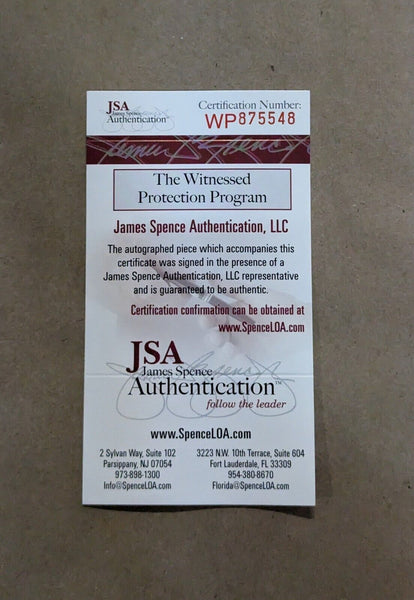 JSA
James Spence
Authentication™
Certification Number:
WP875548
James Spence
The Witnessed
Protection Program
James Spence Authentication, LLC
The autographed piece which accompanies this
certificate was signed in the presence of a
James Spence Authentication, LLC representative
and is guaranteed to be authentic.
Certification confirmation can be obtained at
www.SpenceLOA.com
JSA
James Spence
Authentication™
follow the leader
www.SpenceLOA.com
2 Sylvan Way, Suite 102
Parsippany, NJ 07054
973-898-1300
Info@SpenceLOA.com
3223 N.W. 10th Terrace, Suite 604
Fort Lauderdale, FL 33309
954-380-8670
Florida@SpenceLOA.com